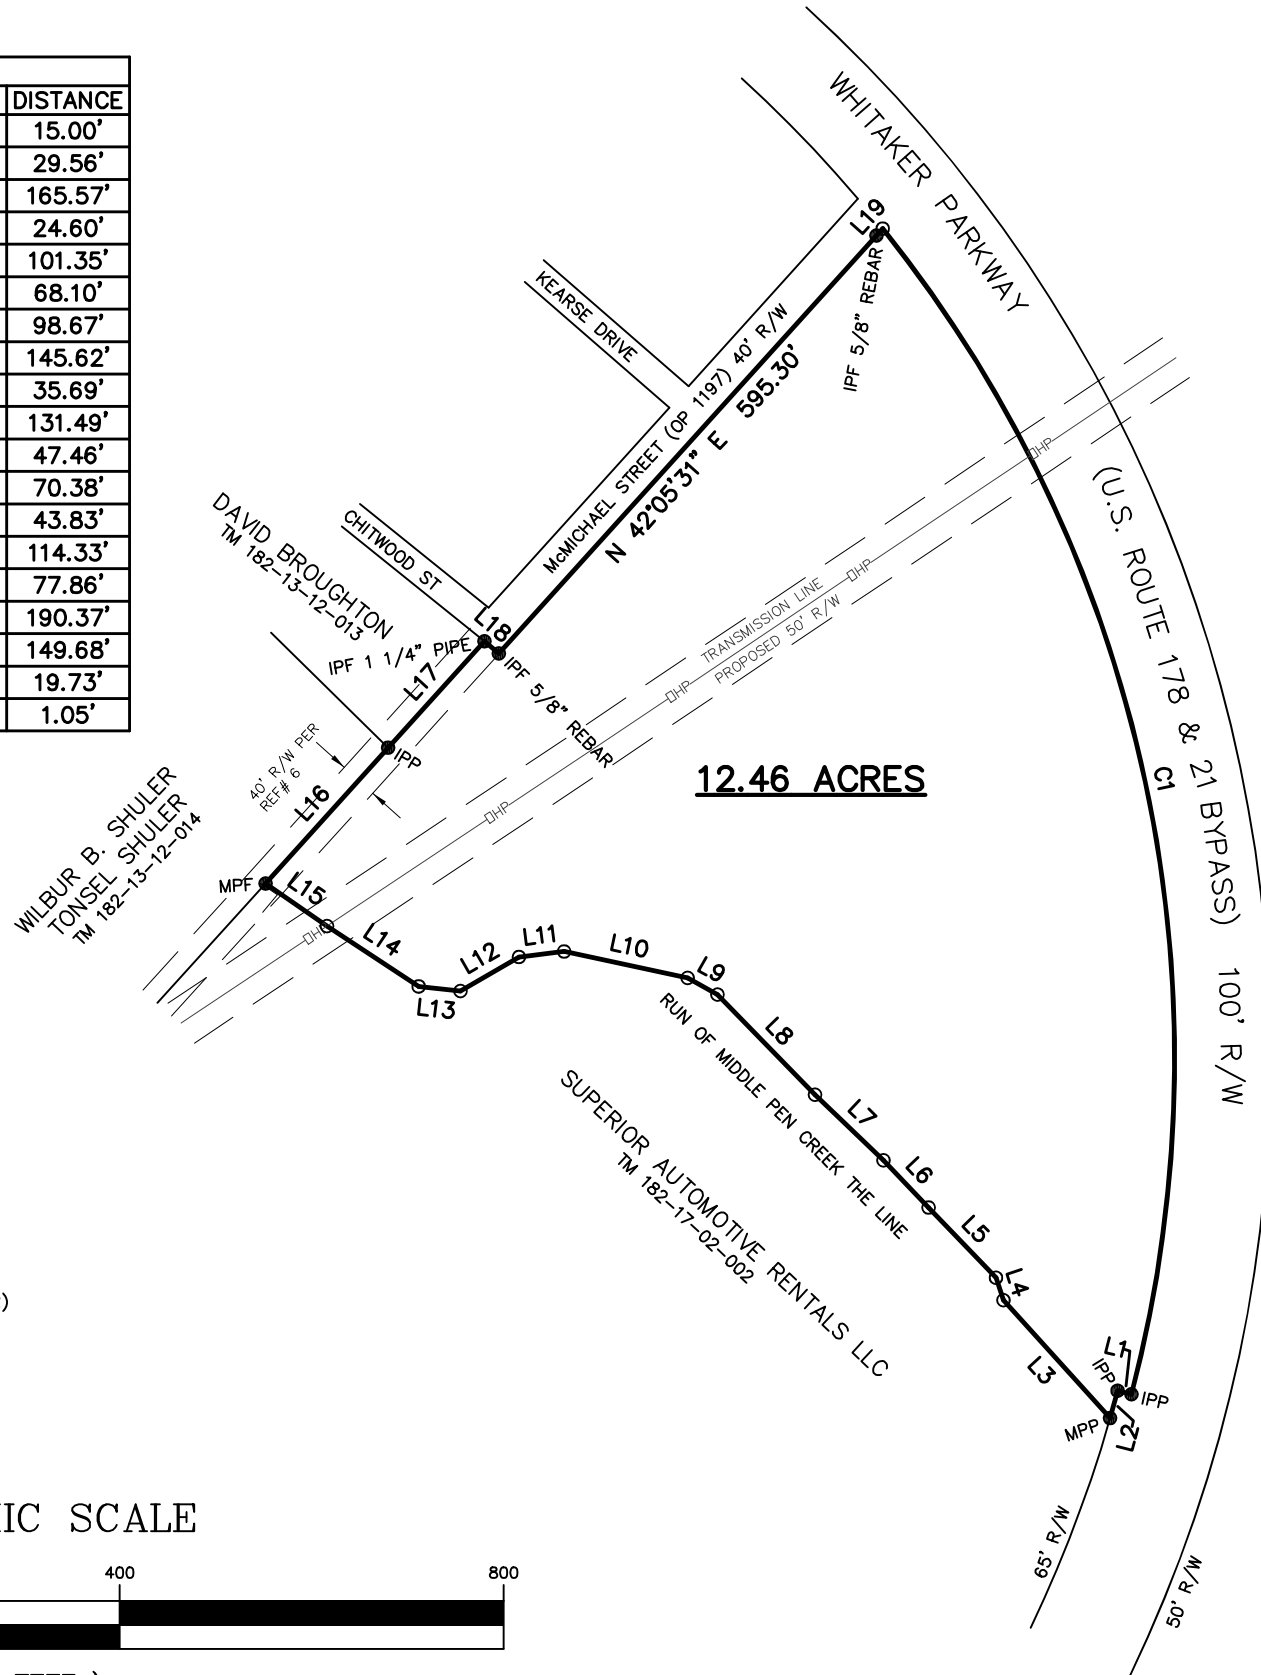 DISTANCE
15.00'
29.56'
165.57'
24.60'
101.35'
68.10'
98.67'
145.62'
35.69'
131.49'
47.46'
70.38'
43.83'
114.33'
77.86'
190.37'
149.68'
19.73'
1.05'
WHITAKER PARKWAY
(U.S. ROUTE 178 & 21 BYPASS) 100' R/W
L19
IPF 5/8" REBAR
KEARSE DRIVE
McMICHAEL STREET (OP 1197) 40' R/W
N 42°05'31" E 595.30'
OHP
OHP
OHP
OHP
OHP
TRANSMISSION LINE
PROPOSED 50' R/W
CHITWOOD ST
DAVID BROUGHTON
TM 182-13-12-013
IPF 1 1/4" PIPE
L18
IPF 5/8" REBAR
L17
IPP
40' R/W PER
REF# 6
L16
WILBUR B. SHULER
TONSEL SHULER
TM 182-13-12-014
MPF
12.46 ACRES
C1
L15
L14
L13
L12
L11
L10
L9
L8
L7
L6
L5
L4
L3
RUN OF MIDDLE PEN CREEK THE LINE
SUPERIOR AUTOMOTIVE RENTALS LLC
TM 182-17-02-002
L1
IPP
IPP
L2
MPP
65' R/W
50' R/W
)
IC SCALE
400
800